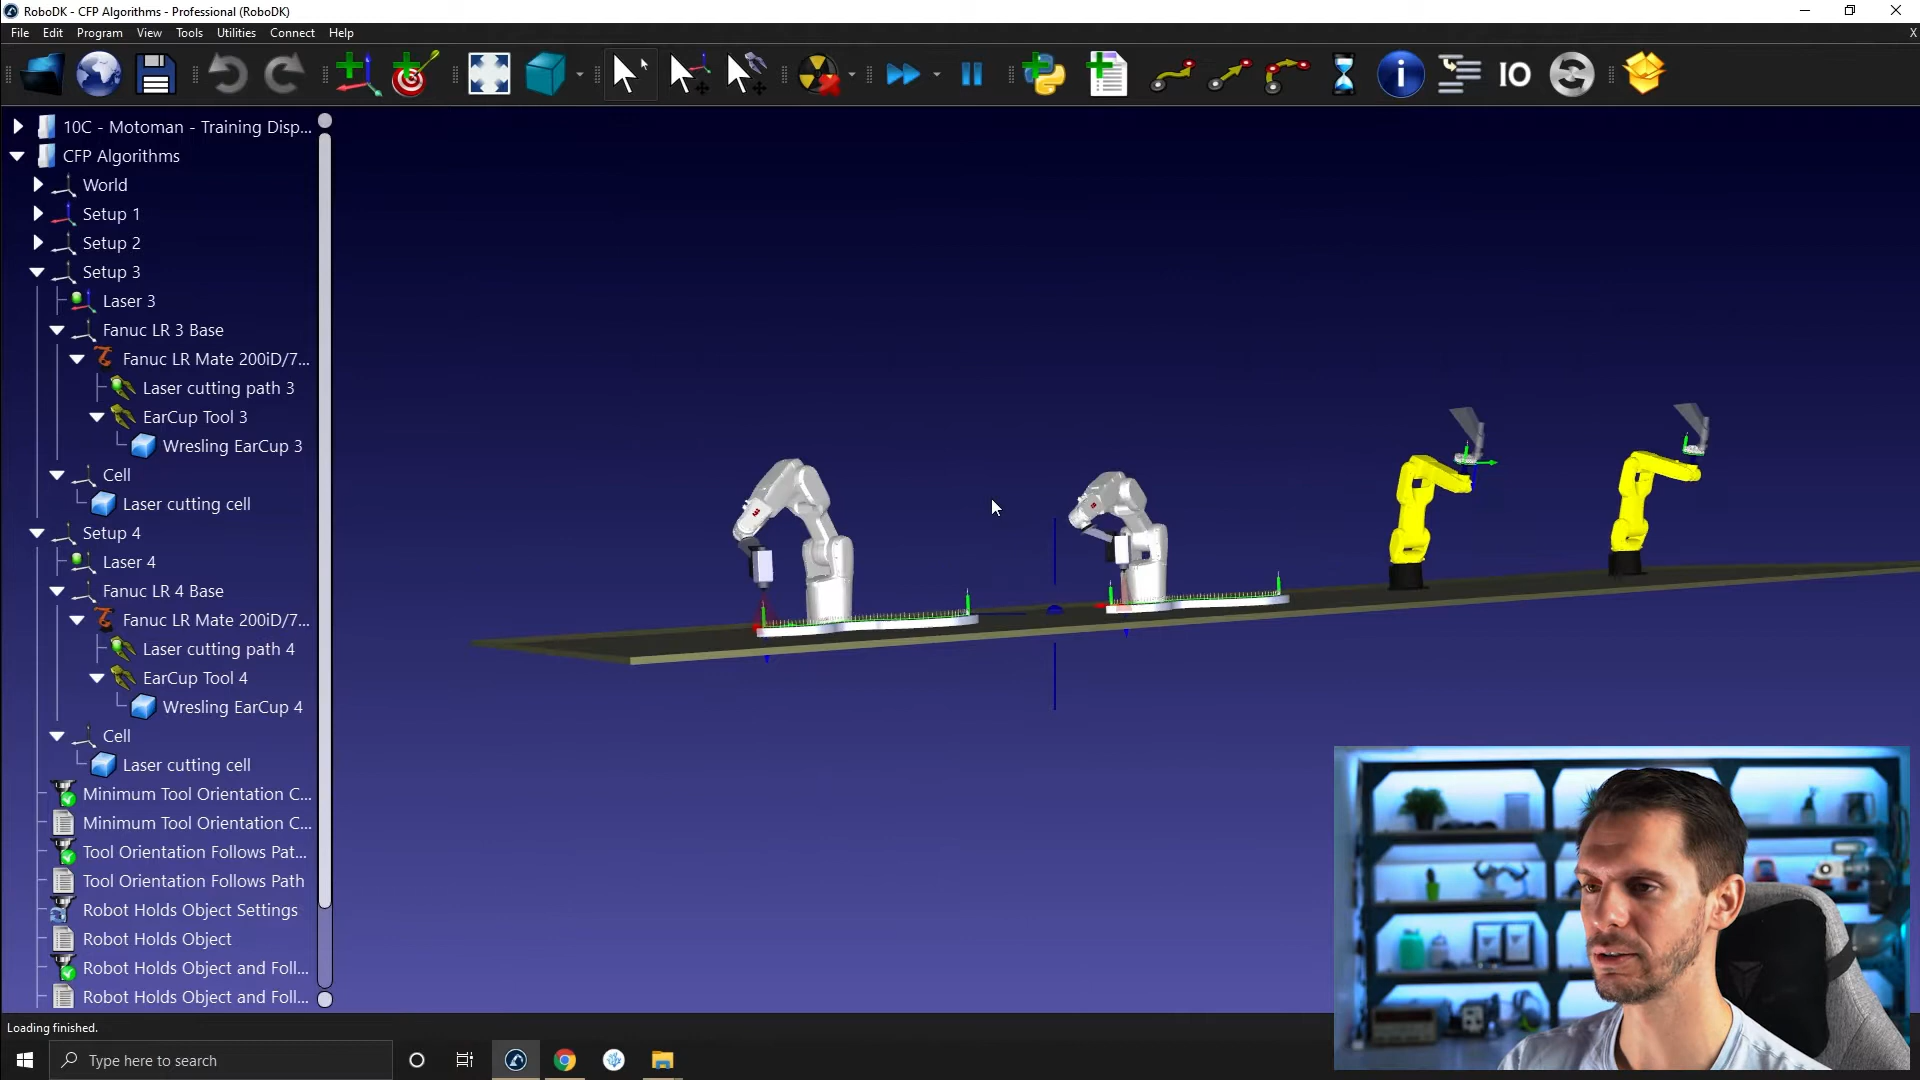 RoboDK - CFP Algorithms - Professional (RoboDK)
File Edit Program View Tools Utilities Connect Help
X
i
IO
10C - Motoman - Training Disp...
CFP Algorithms
World
Setup 1
Setup 2
Setup 3
Laser 3
Fanuc LR 3 Base
Fanuc LR Mate 200iD/7...
Laser cutting path 3
EarCup Tool 3
Wresling EarCup 3
Cell
Laser cutting cell
Setup 4
Laser 4
Fanuc LR 4 Base
Fanuc LR Mate 200iD/7...
Laser cutting path 4
EarCup Tool 4
Wresling EarCup 4
Cell
Laser cutting cell
Minimum Tool Orientation C...
Minimum Tool Orientation C...
Tool Orientation Follows Pat...
Tool Orientation Follows Path
Robot Holds Object Settings
Robot Holds Object
Robot Holds Object and Foll...
Robot Holds Object and Foll...
Loading finished.
Type here to search